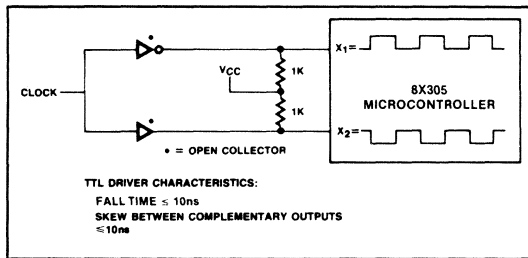 X1=
1K
VCC
8X305
MICROCONTROLLER
CLOCK
1K
X2=
• = OPEN COLLECTOR
TTL DRIVER CHARACTERISTICS:
FALL TIME ≤ 10ns
SKEW BETWEEN COMPLEMENTARY OUTPUTS
≤10ns